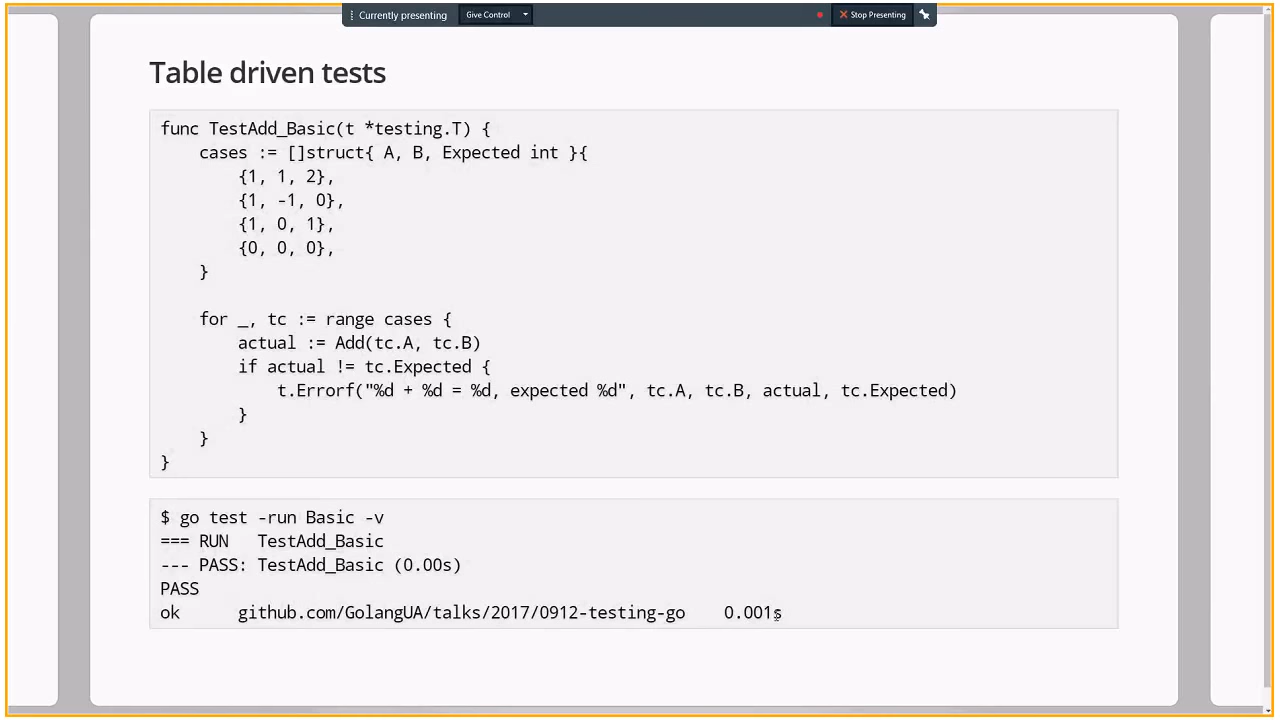 Currently presenting Give Control Stop Presenting
Table driven tests
func TestAdd_Basic(t *testing.T) {
    cases := []struct{ A, B, Expected int }{
        {1, 1, 2},
        {1, -1, 0},
        {1, 0, 1},
        {0, 0, 0},
    }

    for _, tc := range cases {
        actual := Add(tc.A, tc.B)
        if actual != tc.Expected {
            t.Errorf("%d + %d = %d, expected %d", tc.A, tc.B, actual, tc.Expected)
        }
    }
}
$ go test -run Basic -v
=== RUN   TestAdd_Basic
--- PASS: TestAdd_Basic (0.00s)
PASS
ok      github.com/GolangUA/talks/2017/0912-testing-go    0.001s